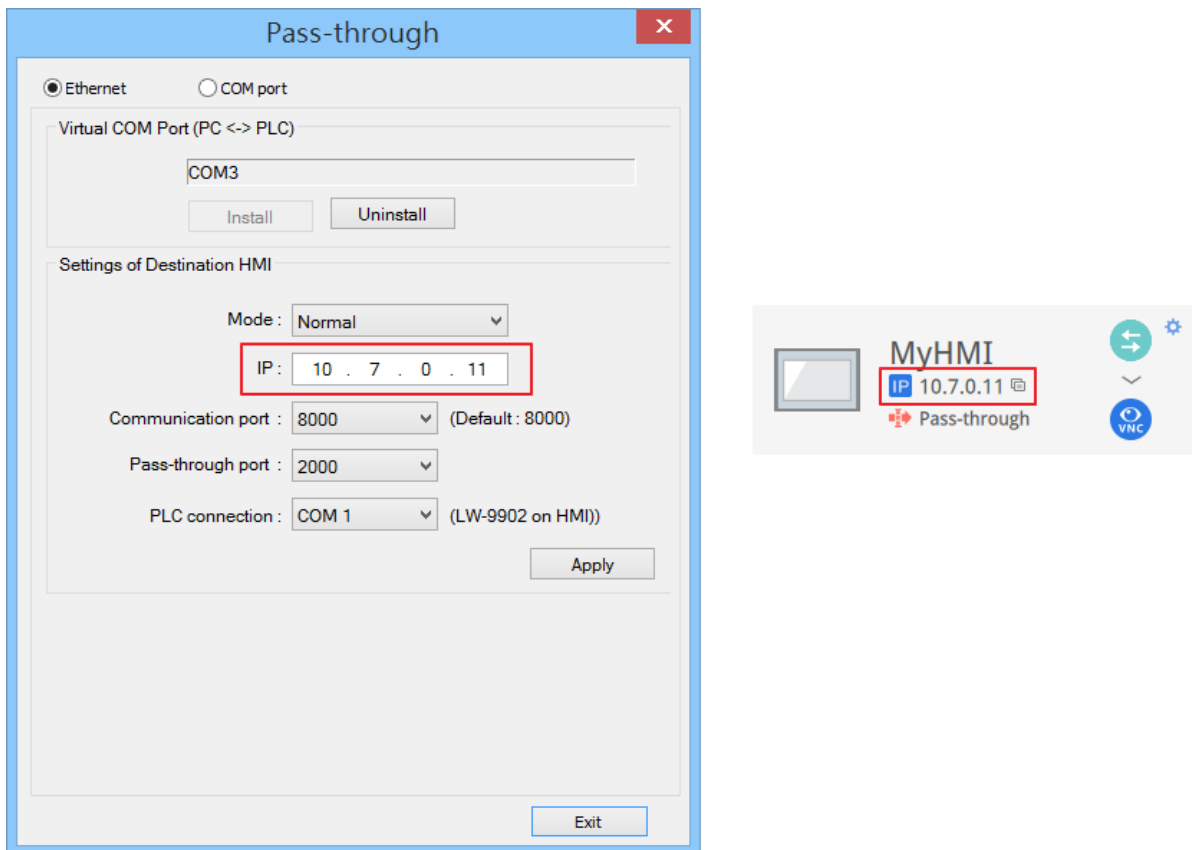 Pass-through
Ethernet
COM port
Virtual COM Port (PC <-> PLC)
COM3
Install
Uninstall
Settings of Destination HMI
Mode : Normal
IP : 10 . 7 . 0 . 11
Communication port : 8000 (Default : 8000)
Pass-through port : 2000
PLC connection : COM 1 (LW-9902 on HMI))
Apply
Exit
MyHMI
IP 10.7.0.11
Pass-through
VNC